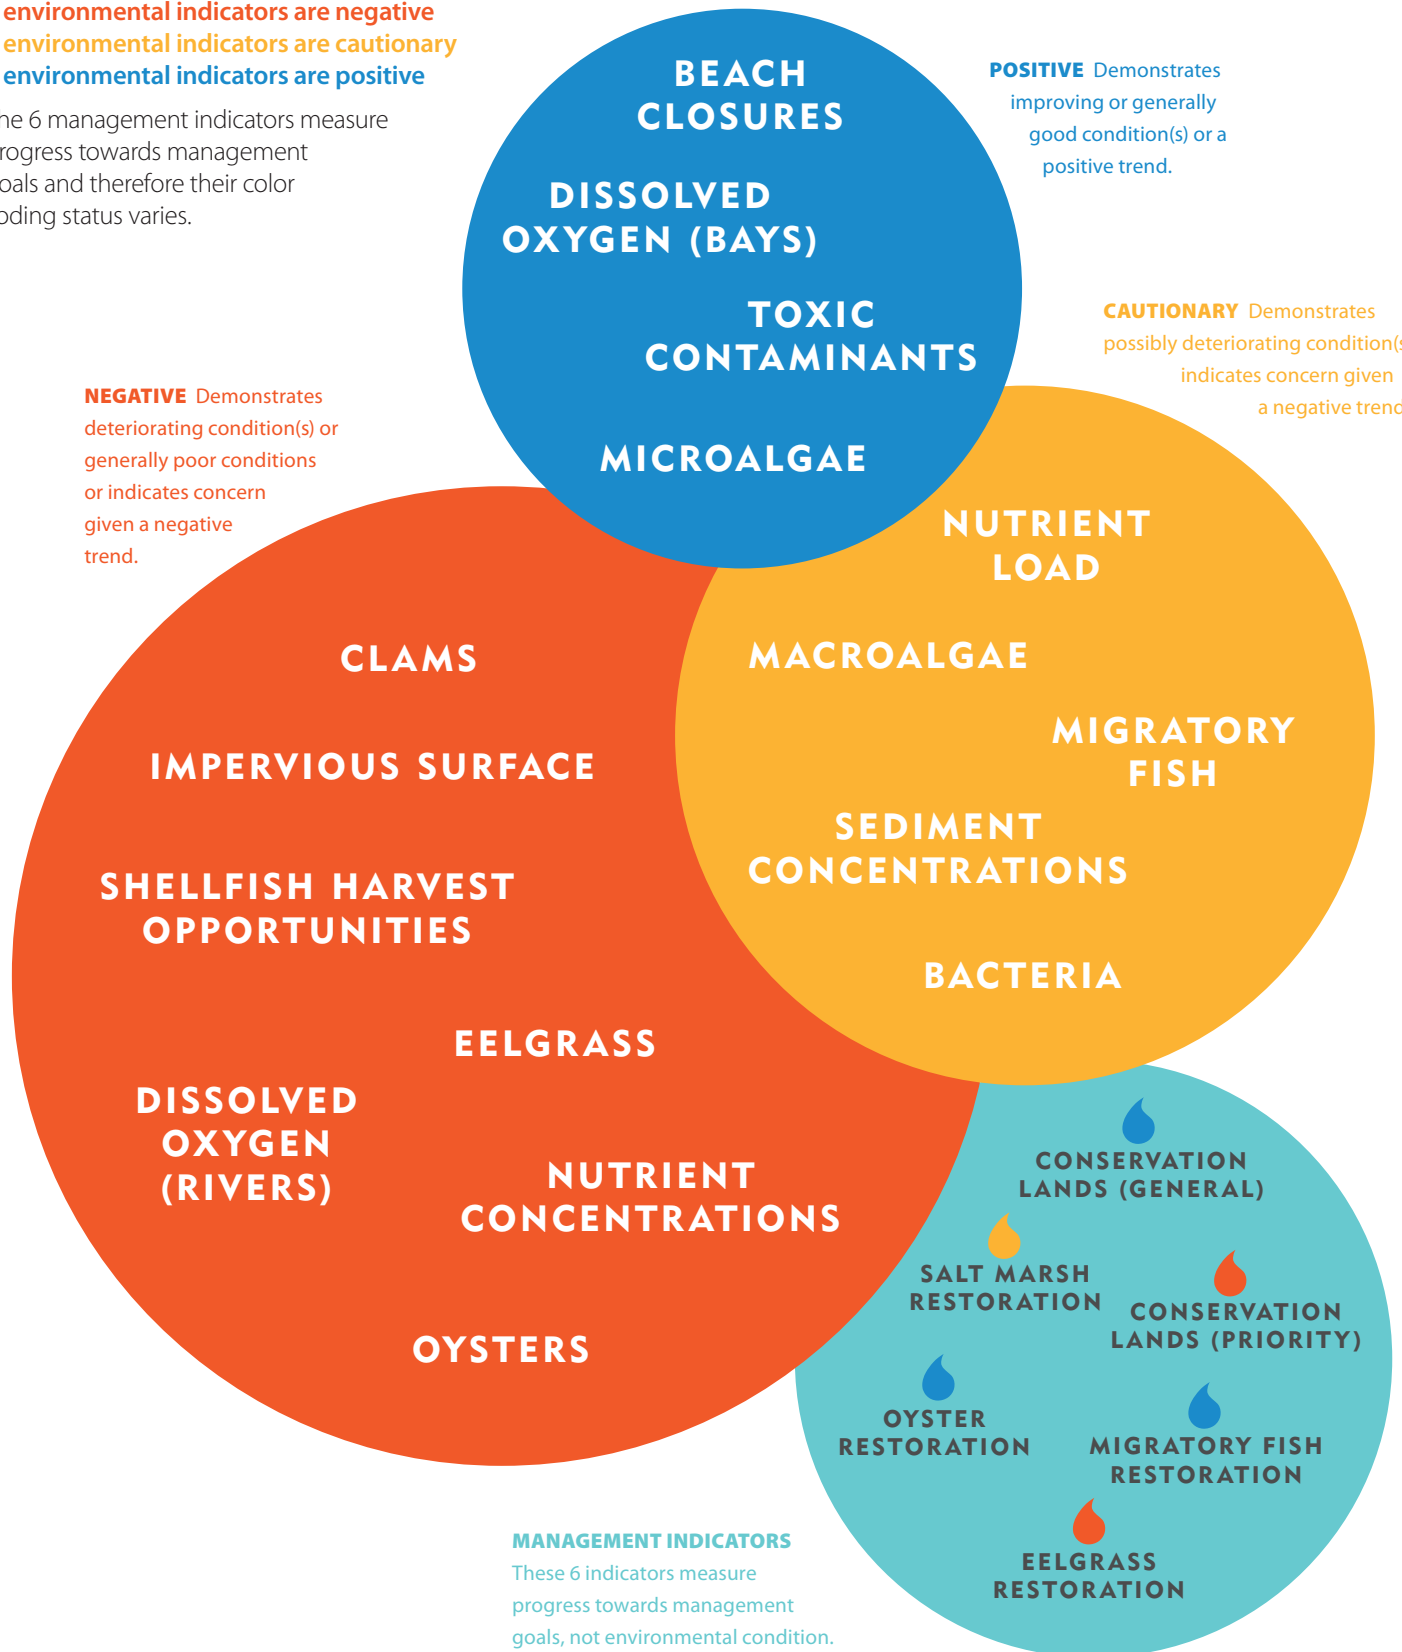 environmental indicators are negative
environmental indicators are cautionary
environmental indicators are positive
he 6 management indicators measure
rogress towards management
oals and therefore their color
oding status varies.
BEACH
CLOSURES
DISSOLVED
OXYGEN (BAYS)
TOXIC
CONTAMINANTS
MICROALGAE
POSITIVE Demonstrates
improving or generally
good condition(s) or a
positive trend.
CAUTIONARY Demonstrates
possibly deteriorating condition(s
indicates concern given
a negative trend
NEGATIVE Demonstrates
deteriorating condition(s) or
generally poor conditions
or indicates concern
given a negative
trend.
NUTRIENT
LOAD
MACROALGAE
MIGRATORY
FISH
SEDIMENT
CONCENTRATIONS
BACTERIA
CLAMS
IMPERVIOUS SURFACE
SHELLFISH HARVEST
OPPORTUNITIES
EELGRASS
DISSOLVED
OXYGEN
(RIVERS)
NUTRIENT
CONCENTRATIONS
OYSTERS
CONSERVATION
LANDS (GENERAL)
SALT MARSH
RESTORATION
CONSERVATION
LANDS (PRIORITY)
OYSTER
RESTORATION
MIGRATORY FISH
RESTORATION
EELGRASS
RESTORATION
MANAGEMENT INDICATORS
These 6 indicators measure
progress towards management
goals, not environmental condition.